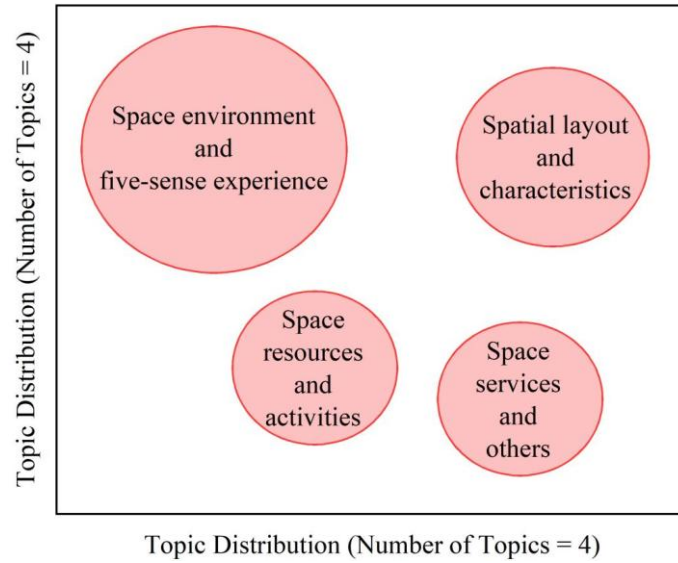 Topic Distribution (Number of Topics = 4)
Space environment
and
five-sense experience
Spatial layout
and
characteristics
Space
resources
and
activities
Space
services
and
others
Topic Distribution (Number of Topics = 4)